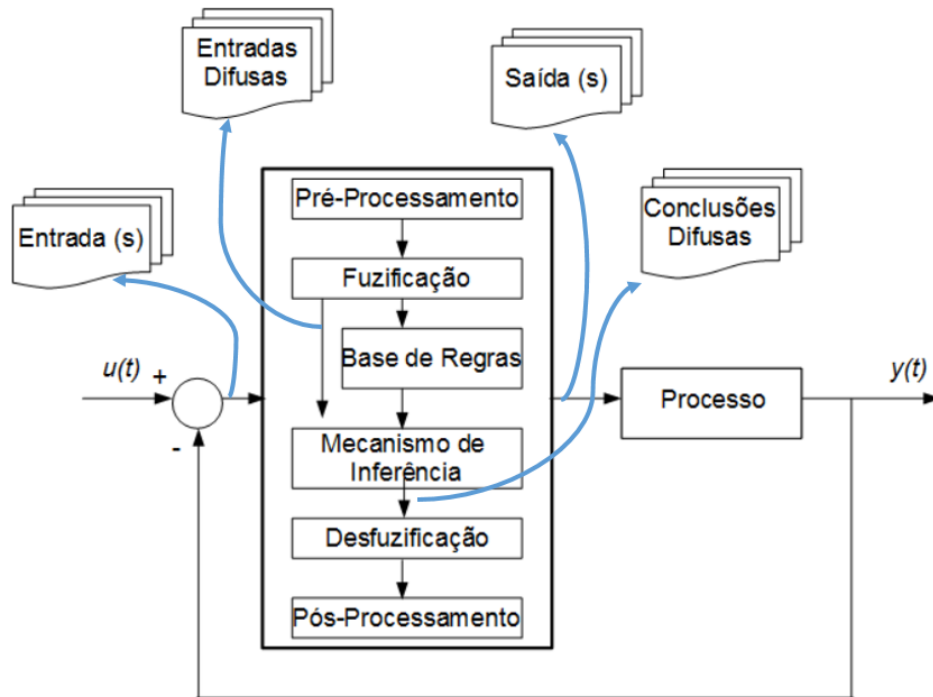 Entradas
Difusas
Saída (s)
Entrada (s)
Conclusões
Difusas
Pré-Processamento
Fuzificação
Base de Regras
Mecanismo de
Inferência
Desfuzificação
Pós-Processamento
u(t)
+
-
Processo
y(t)